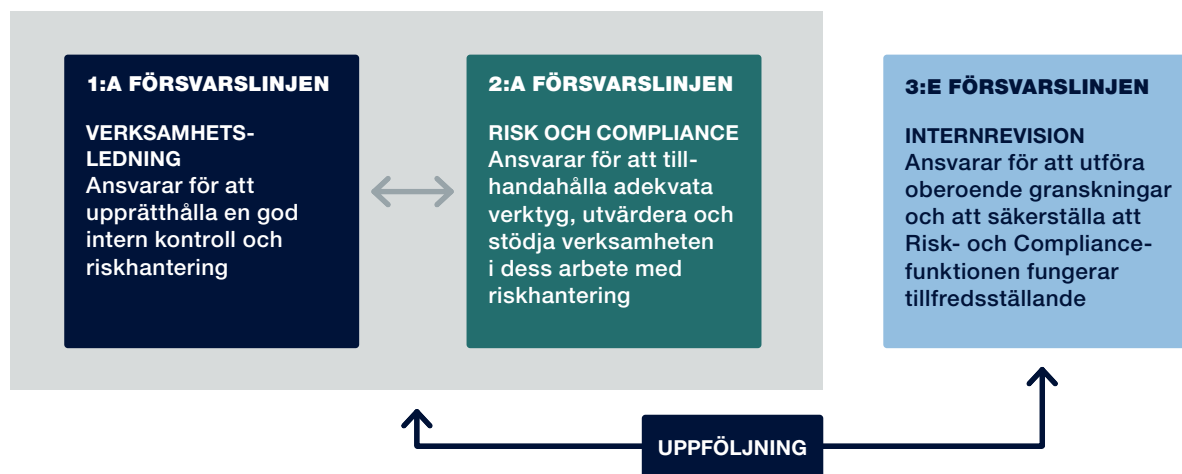 1:A FÖRSVARSLINJEN
VERKSAMHETS-
LEDNING
Ansvarar för att
upprätthålla en god
intern kontroll och
riskhantering
2:A FÖRSVARSLINJEN
RISK OCH COMPLIANCE
Ansvarar för att till-
handahålla adekvata
verktyg, utvärdera och
stödja verksamheten
i dess arbete med
riskhantering
3:E FÖRSVARSLINJEN
INTERNREVISION
Ansvarar för att utföra
oberoende granskningar
och att säkerställa att
Risk- och Compliance-
funktionen fungerar
tillfredsställande
UPPFÖLJNING